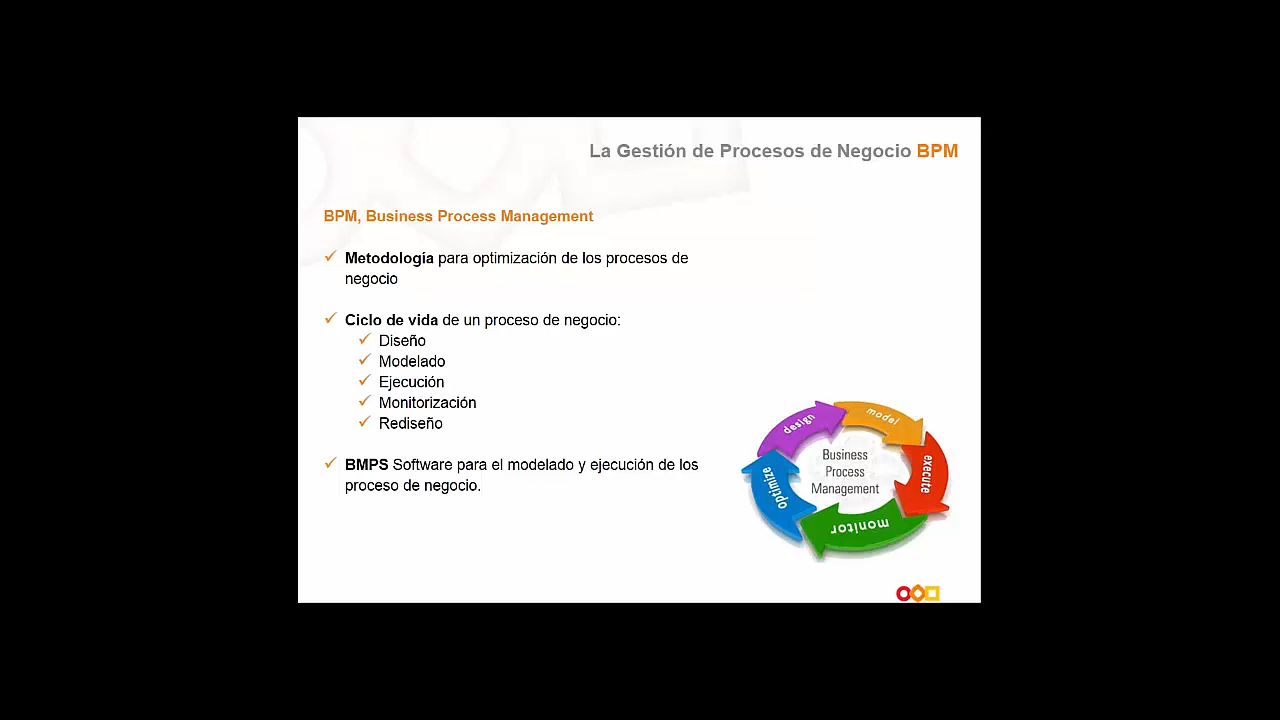 La Gestión de Procesos de Negocio BPM
BPM, Business Process Management
Metodología para optimización de los procesos de
negocio
Ciclo de vida de un proceso de negocio:
Diseño
Modelado
Ejecución
Monitorización
Rediseño
BMPS Software para el modelado y ejecución de los
proceso de negocio.
design
model
execute
monitor
optimize
Business
Process
Management